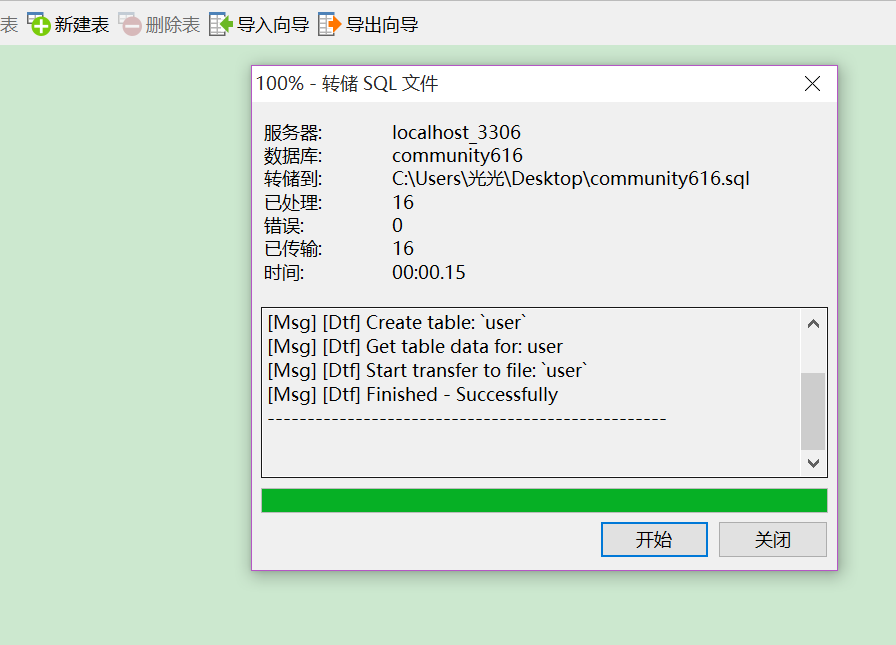 表 新建表 删除表 导入向导 导出向导
100% - 转储 SQL 文件
服务器: localhost_3306
数据库: community616
转储到: C:\Users\光光\Desktop\community616.sql
已处理: 16
错误: 0
已传输: 16
时间: 00:00.15
[Msg] [Dtf] Create table: `user`
[Msg] [Dtf] Get table data for: user
[Msg] [Dtf] Start transfer to file: `user`
[Msg] [Dtf] Finished - Successfully
--------------------------------------------------
开始 关闭